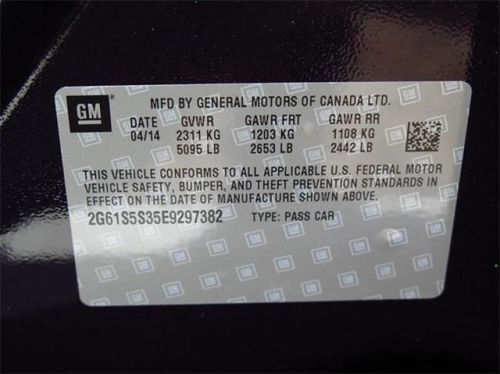 GM
MFD BY GENERAL MOTORS OF CANADA LTD.
DATE GVWR GAWR FRT GAWR RR
04/14 2311 KG 1203 KG 1108 KG
5095 LB 2653 LB 2442 LB
THIS VEHICLE CONFORMS TO ALL APPLICABLE U.S. FEDERAL MOTOR
VEHICLE SAFETY, BUMPER, AND THEFT PREVENTION STANDARDS IN
EFFECT ON THE DATE OF MANUFACTURE SHOWN ABOVE.
2G61S5S35E9297382 TYPE: PASS CAR